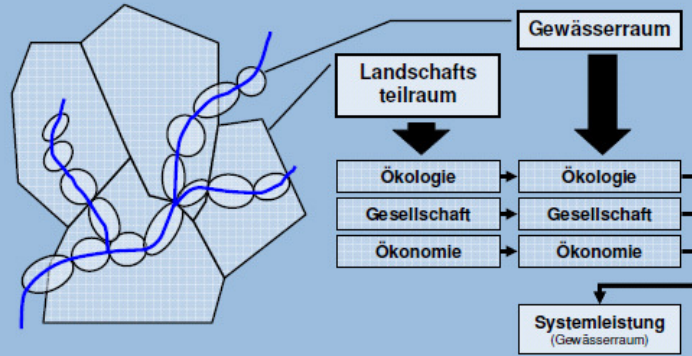 Gewässerraum
Landschafts
teilraum
Ökologie
Ökologie
Gesellschaft
Gesellschaft
Ökonomie
Ökonomie
Systemleistung
(Gewässerraum)